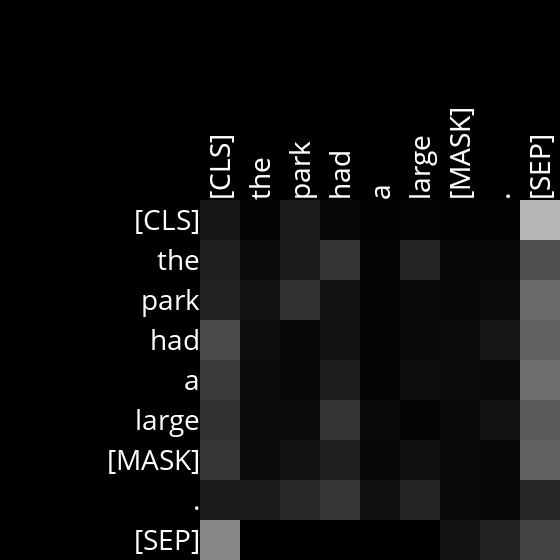 [CLS] the park had a large [MASK] . [SEP]
[CLS]
the
park
had
a
large
[MASK]
.
[SEP]